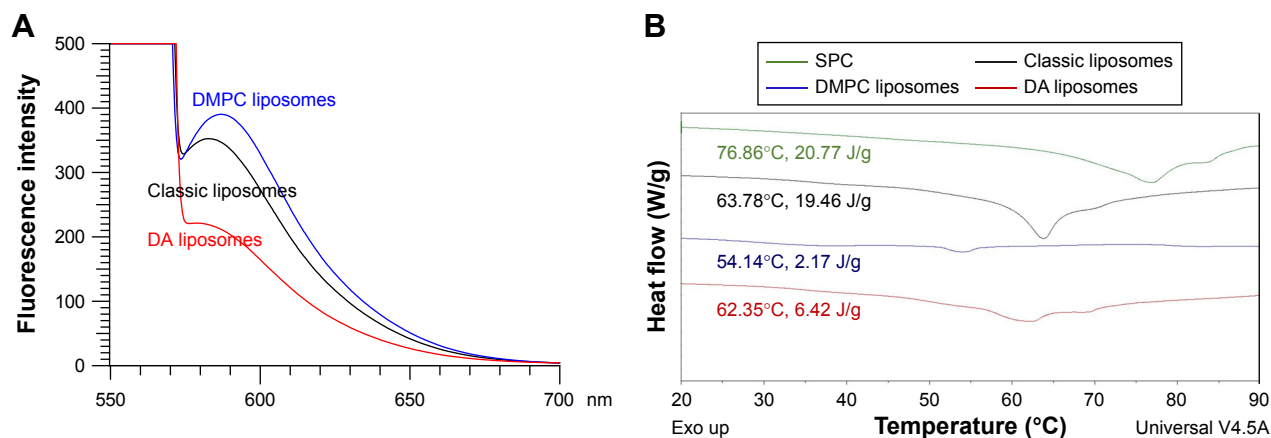 A
Fluorescence intensity
500
400
300
200
100
0
DMPC liposomes
Classic liposomes
DA liposomes
550
600
650
700
nm
B
SPC
Classic liposomes
DMPC liposomes
DA liposomes
Heat flow (W/g)
76.86°C, 20.77 J/g
63.78°C, 19.46 J/g
54.14°C, 2.17 J/g
62.35°C, 6.42 J/g
20
30
40
50
60
70
80
90
Exo up
Temperature (°C)
Universal V4.5A